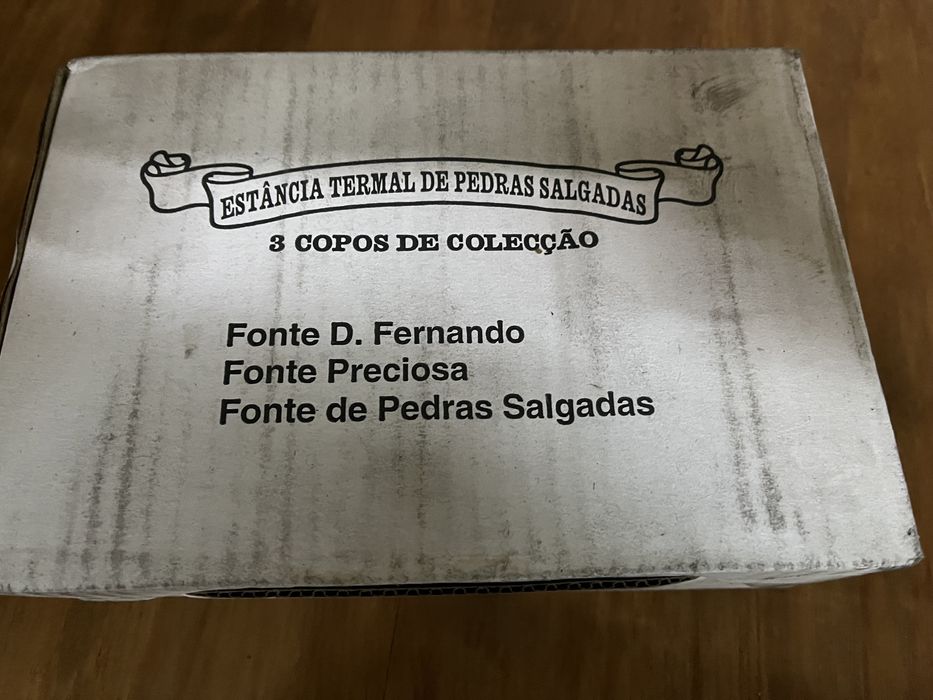 ESTÂNCIA TERMAL DE PEDRAS SALGADAS
3 COPOS DE COLECÇÃO
Fonte D. Fernando
Fonte Preciosa
Fonte de Pedras Salgadas